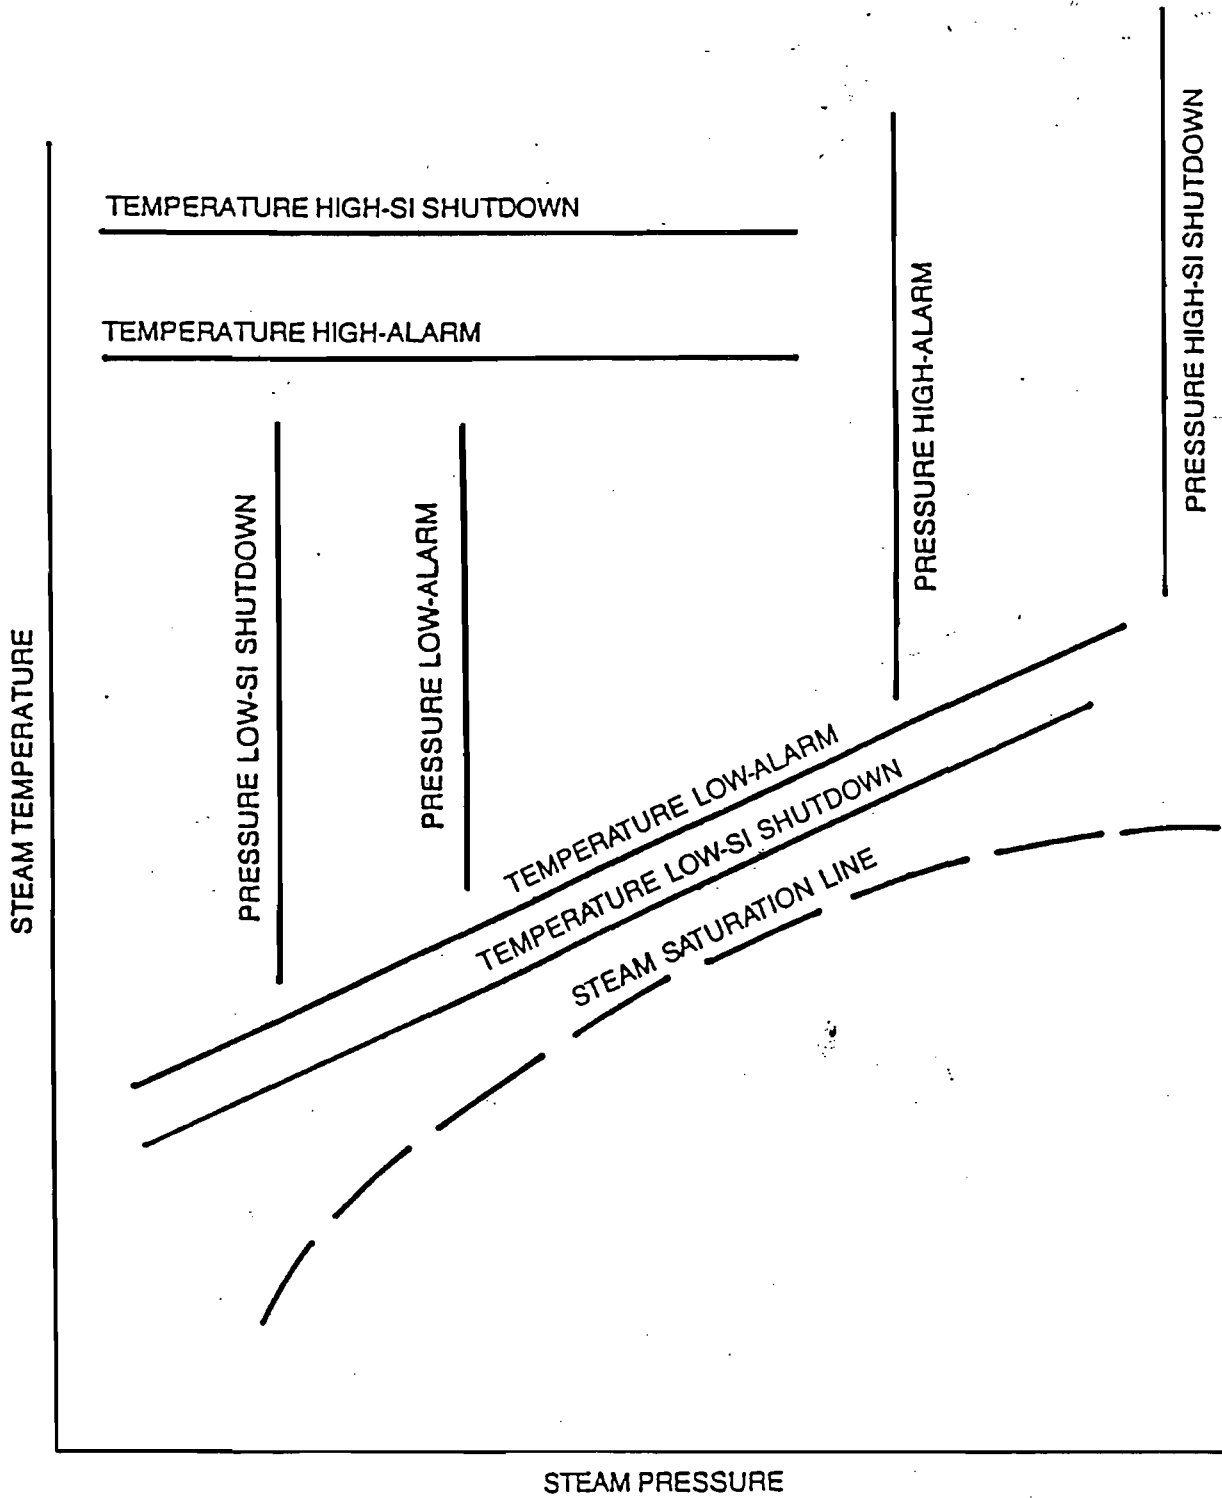 TEMPERATURE HIGH-SI SHUTDOWN
TEMPERATURE HIGH-ALARM
PRESSURE LOW-SI SHUTDOWN
PRESSURE LOW-ALARM
PRESSURE HIGH-ALARM
PRESSURE HIGH-SI SHUTDOWN
STEAM TEMPERATURE
TEMPERATURE LOW-ALARM
TEMPERATURE LOW-SI SHUTDOWN
STEAM SATURATION LINE
STEAM PRESSURE